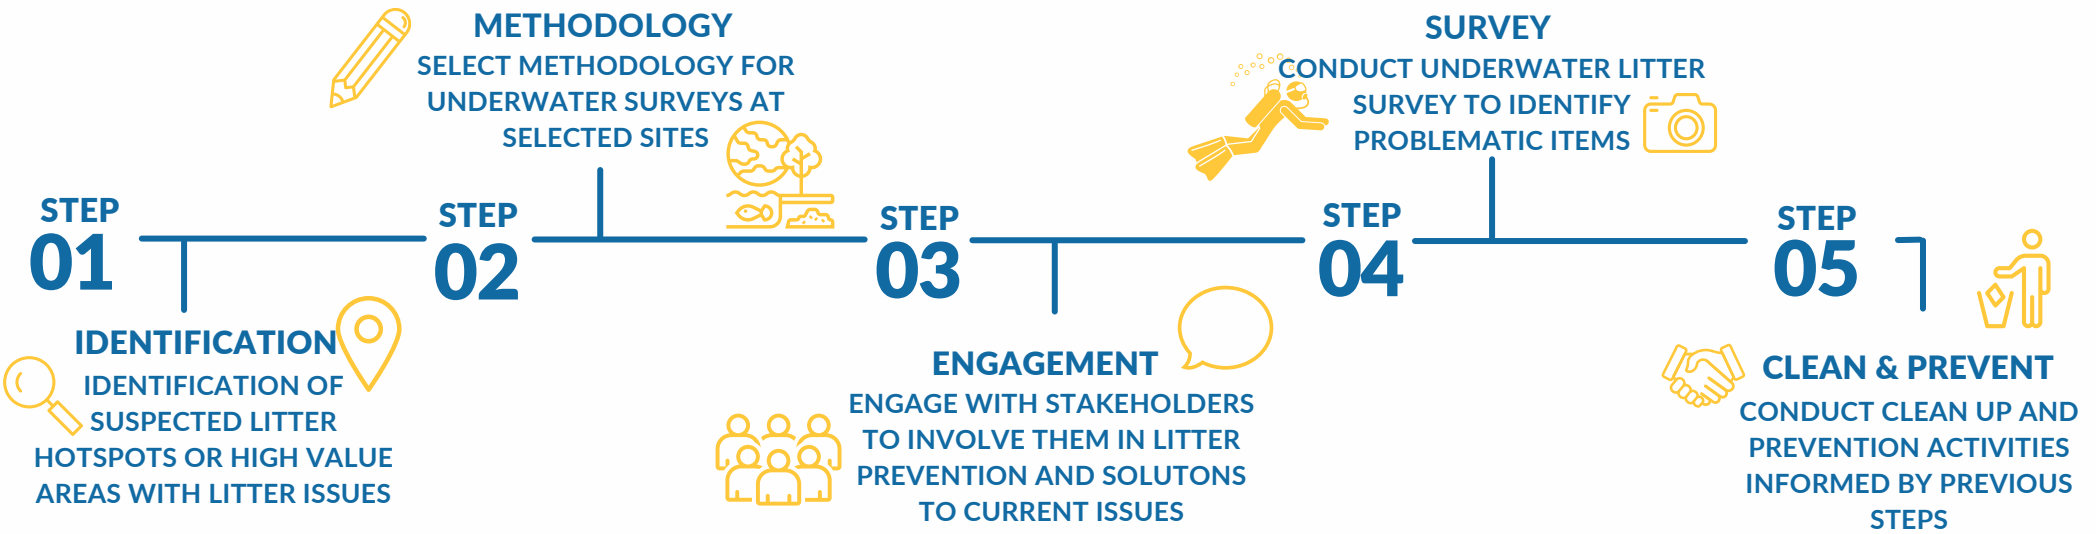 STEP
01
IDENTIFICATION
IDENTIFICATION OF
SUSPECTED LITTER
HOTSPOTS OR HIGH VALUE
AREAS WITH LITTER ISSUES
STEP
02
METHODOLOGY
SELECT METHODOLOGY FOR
UNDERWATER SURVEYS AT
SELECTED SITES
STEP
03
ENGAGEMENT
ENGAGE WITH STAKEHOLDERS
TO INVOLVE THEM IN LITTER
PREVENTION AND SOLUTONS
TO CURRENT ISSUES
STEP
04
SURVEY
CONDUCT UNDERWATER LITTER
SURVEY TO IDENTIFY
PROBLEMATIC ITEMS
STEP
05
CLEAN & PREVENT
CONDUCT CLEAN UP AND
PREVENTION ACTIVITIES
INFORMED BY PREVIOUS
STEPS